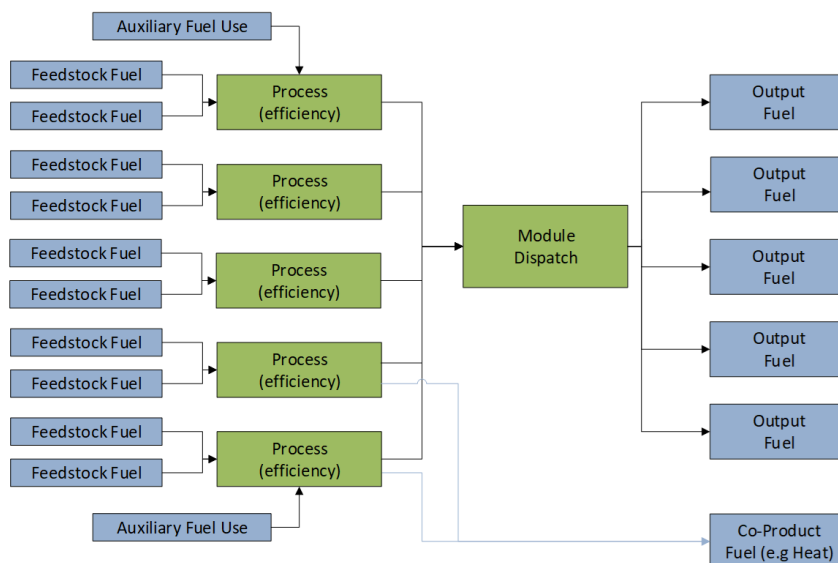 Auxiliary Fuel Use
Feedstock Fuel
Feedstock Fuel
Process
(efficiency)
Feedstock Fuel
Feedstock Fuel
Process
(efficiency)
Feedstock Fuel
Feedstock Fuel
Process
(efficiency)
Feedstock Fuel
Feedstock Fuel
Process
(efficiency)
Feedstock Fuel
Feedstock Fuel
Process
(efficiency)
Auxiliary Fuel Use
Module
Dispatch
Output
Fuel
Output
Fuel
Output
Fuel
Output
Fuel
Output
Fuel
Co-Product
Fuel (e.g Heat)